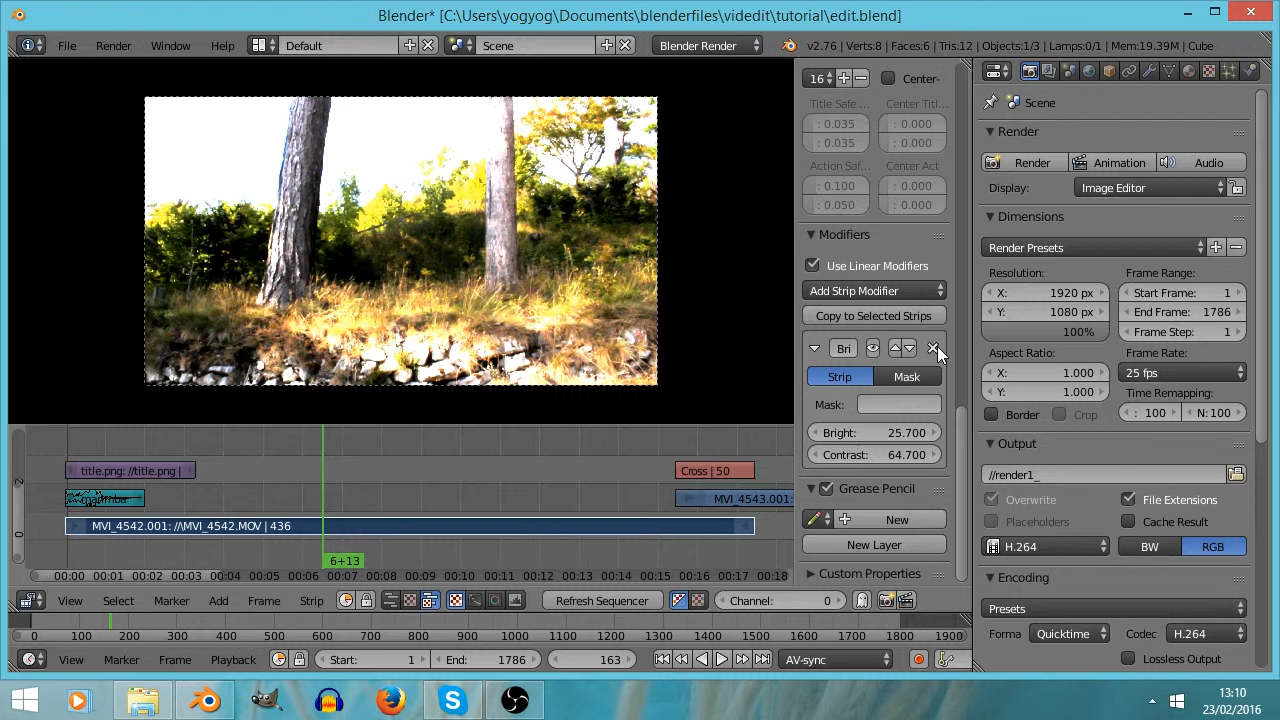 Blender* [C:\Users\yogyog\Documents\blenderfiles\videdit\tutorial\edit.blend]
File Render Window Help Default Scene Blender Render v2.76 | Verts:8 | Faces:6 | Tris:12 | Objects:1/3 | Lamps:0/1 | Mem:19.39M | Cube
16 Center-
Title Safe ... Center Titl...
: 0.035 : 0.000
: 0.035 : 0.000
Action Saf... Center Act
: 0.100 : 0.000
: 0.050 : 0.000
Modifiers
Use Linear Modifiers
Add Strip Modifier
Copy to Selected Strips
Bri
Strip Mask
Mask:
Bright: 25.700
Contrast: 64.700
Grease Pencil
New
New Layer
Custom Properties
Scene
Render
Render Animation Audio
Display: Image Editor
Dimensions
Render Presets
Resolution: Frame Range:
X: 1920 px Start Frame: 1
Y: 1080 px End Frame: 1786
100% Frame Step: 1
Aspect Ratio: Frame Rate:
X: 1.000 25 fps
Y: 1.000 Time Remapping:
Border Crop : 100 N: 100
Output
//render1_
Overwrite File Extensions
Placeholders Cache Result
H.264 BW RGB
Encoding
Presets
Forma Quicktime Codec H.264
Lossless Output
2
0
title.png: //title.png | Cross | 50
MVI_4543.001:
MVI_4542.001: //\MVI_4542.MOV | 436
6+13
00:00 00:01 00:02 00:03 00:04 00:05 00:06 00:07 00:08 00:09 00:10 00:11 00:12 00:13 00:14 00:15 00:16 00:17 00:18
View Select Marker Add Frame Strip Refresh Sequencer Channel: 0
0 100 200 300 400 500 600 700 800 900 1000 1100 1200 1300 1400 1500 1600 1700 1800 1900
View Marker Frame Playback Start: 1 End: 1786 163 AV-sync
13:10
23/02/2016